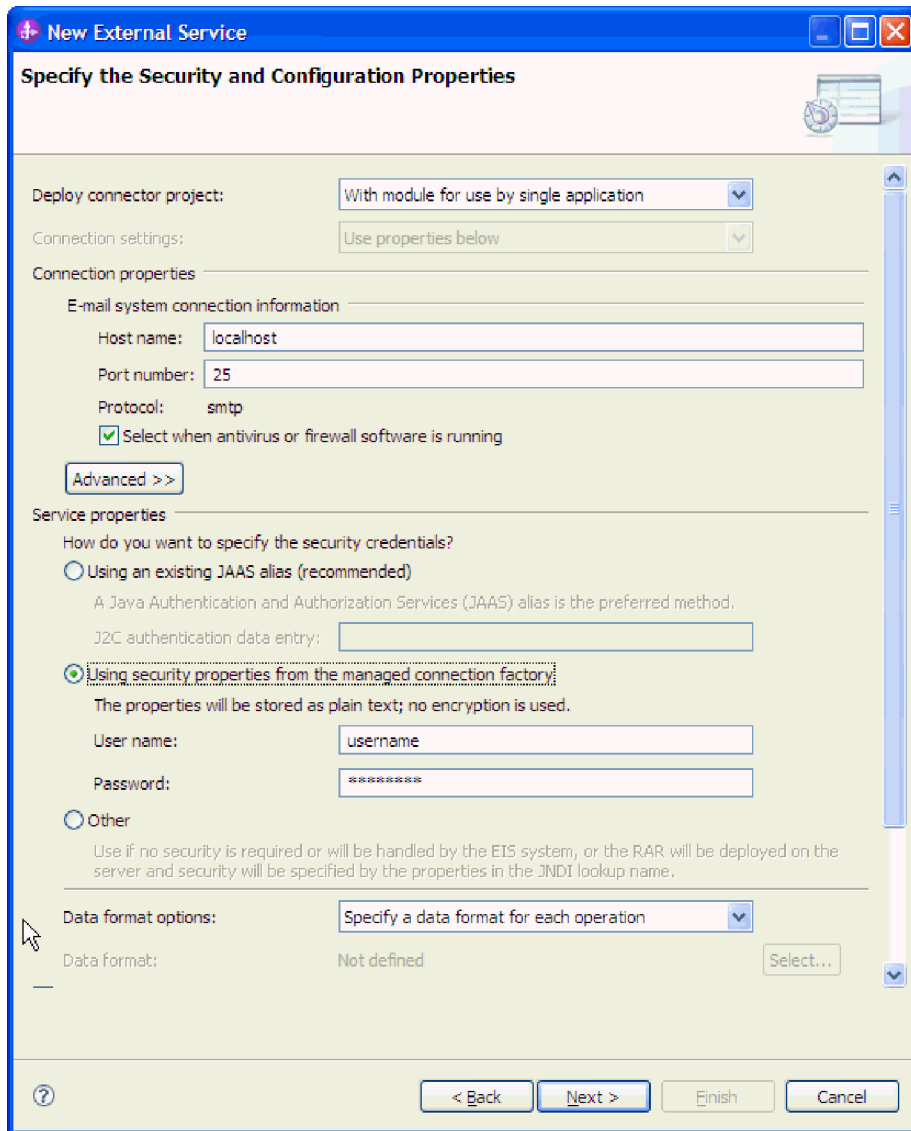 New External Service
Specify the Security and Configuration Properties
Deploy connector project: With module for use by single application
Connection settings: Use properties below
Connection properties
E-mail system connection information
Host name: localhost
Port number: 25
Protocol: smtp
Select when antivirus or firewall software is running
Advanced >>
Service properties
How do you want to specify the security credentials?
Using an existing JAAS alias (recommended)
A Java Authentication and Authorization Services (JAAS) alias is the preferred method.
J2C authentication data entry:
Using security properties from the managed connection factory
The properties will be stored as plain text; no encryption is used.
User name: username
Password: ********
Other
Use if no security is required or will be handled by the EIS system, or the RAR will be deployed on the
server and security will be specified by the properties in the JNDI lookup name.
Data format options: Specify a data format for each operation
Data format: Not defined Select...
? < Back Next > Finish Cancel